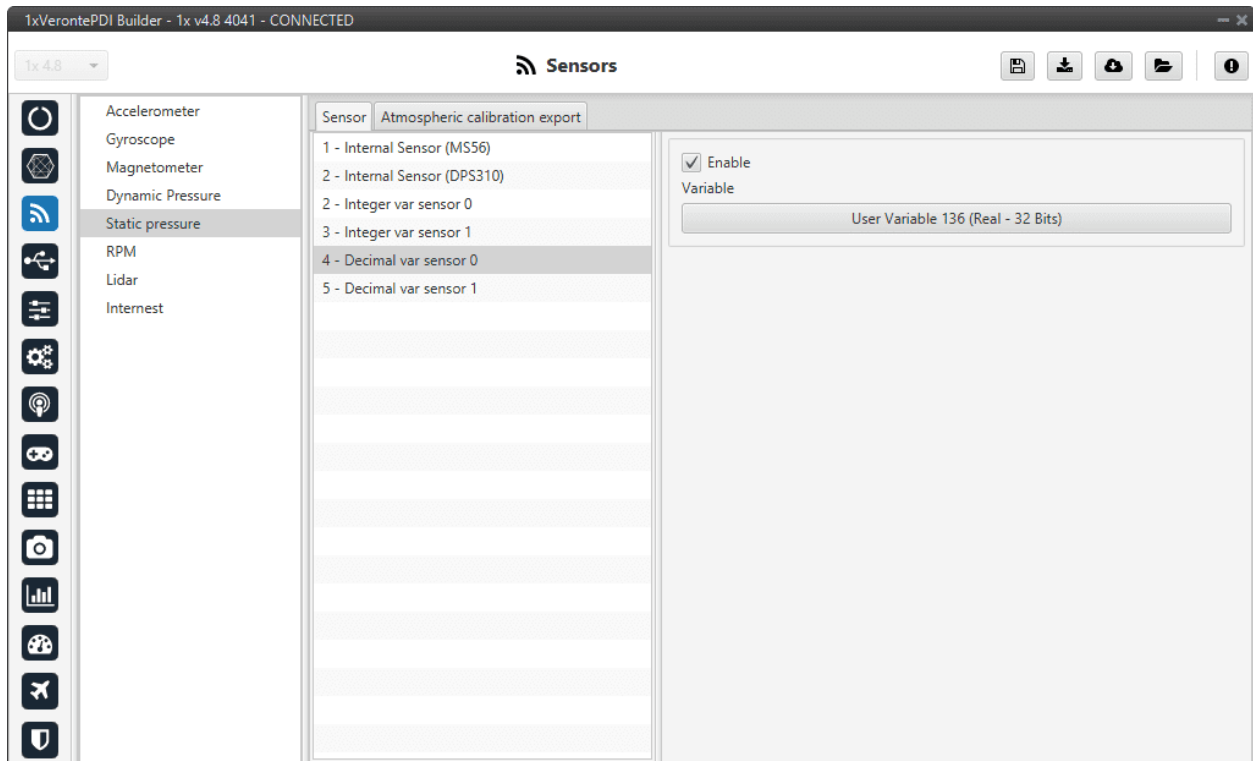 1xVerontePDI Builder - 1x v4.8 4041 - CONNECTED
1x 4.8
Sensors
Accelerometer
Gyroscope
Magnetometer
Dynamic Pressure
Static pressure
RPM
Lidar
Internest
Sensor
Atmospheric calibration export
1 - Internal Sensor (MS56)
2 - Internal Sensor (DPS310)
2 - Integer var sensor 0
3 - Integer var sensor 1
4 - Decimal var sensor 0
5 - Decimal var sensor 1
Enable
Variable
User Variable 136 (Real - 32 Bits)